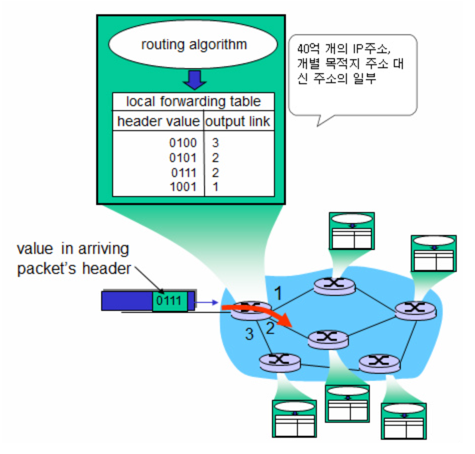 routing algorithm
local forwarding table
header value output link
0100 3
0101 2
0111 2
1001 1
40억 개의 IP주소,
개별 목적지 주소 대
신 주소의 일부
value in arriving
packet's header
0111
1
2
3